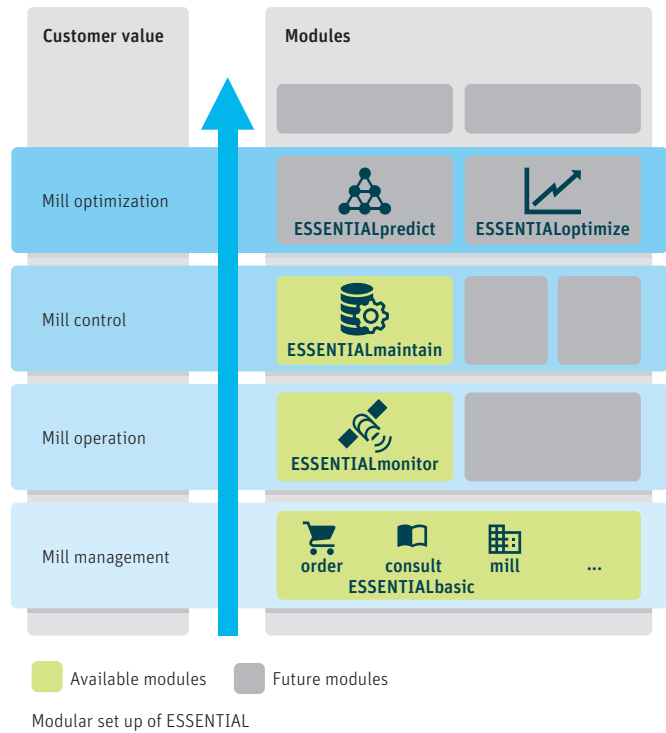 Customer value
Modules
Mill optimization
ESSENTIALpredict
ESSENTIALoptimize
Mill control
ESSENTIALmaintain
Mill operation
ESSENTIALmonitor
Mill management
order
consult
mill
...
ESSENTIALbasic
Available modules
Future modules
Modular set up of ESSENTIAL